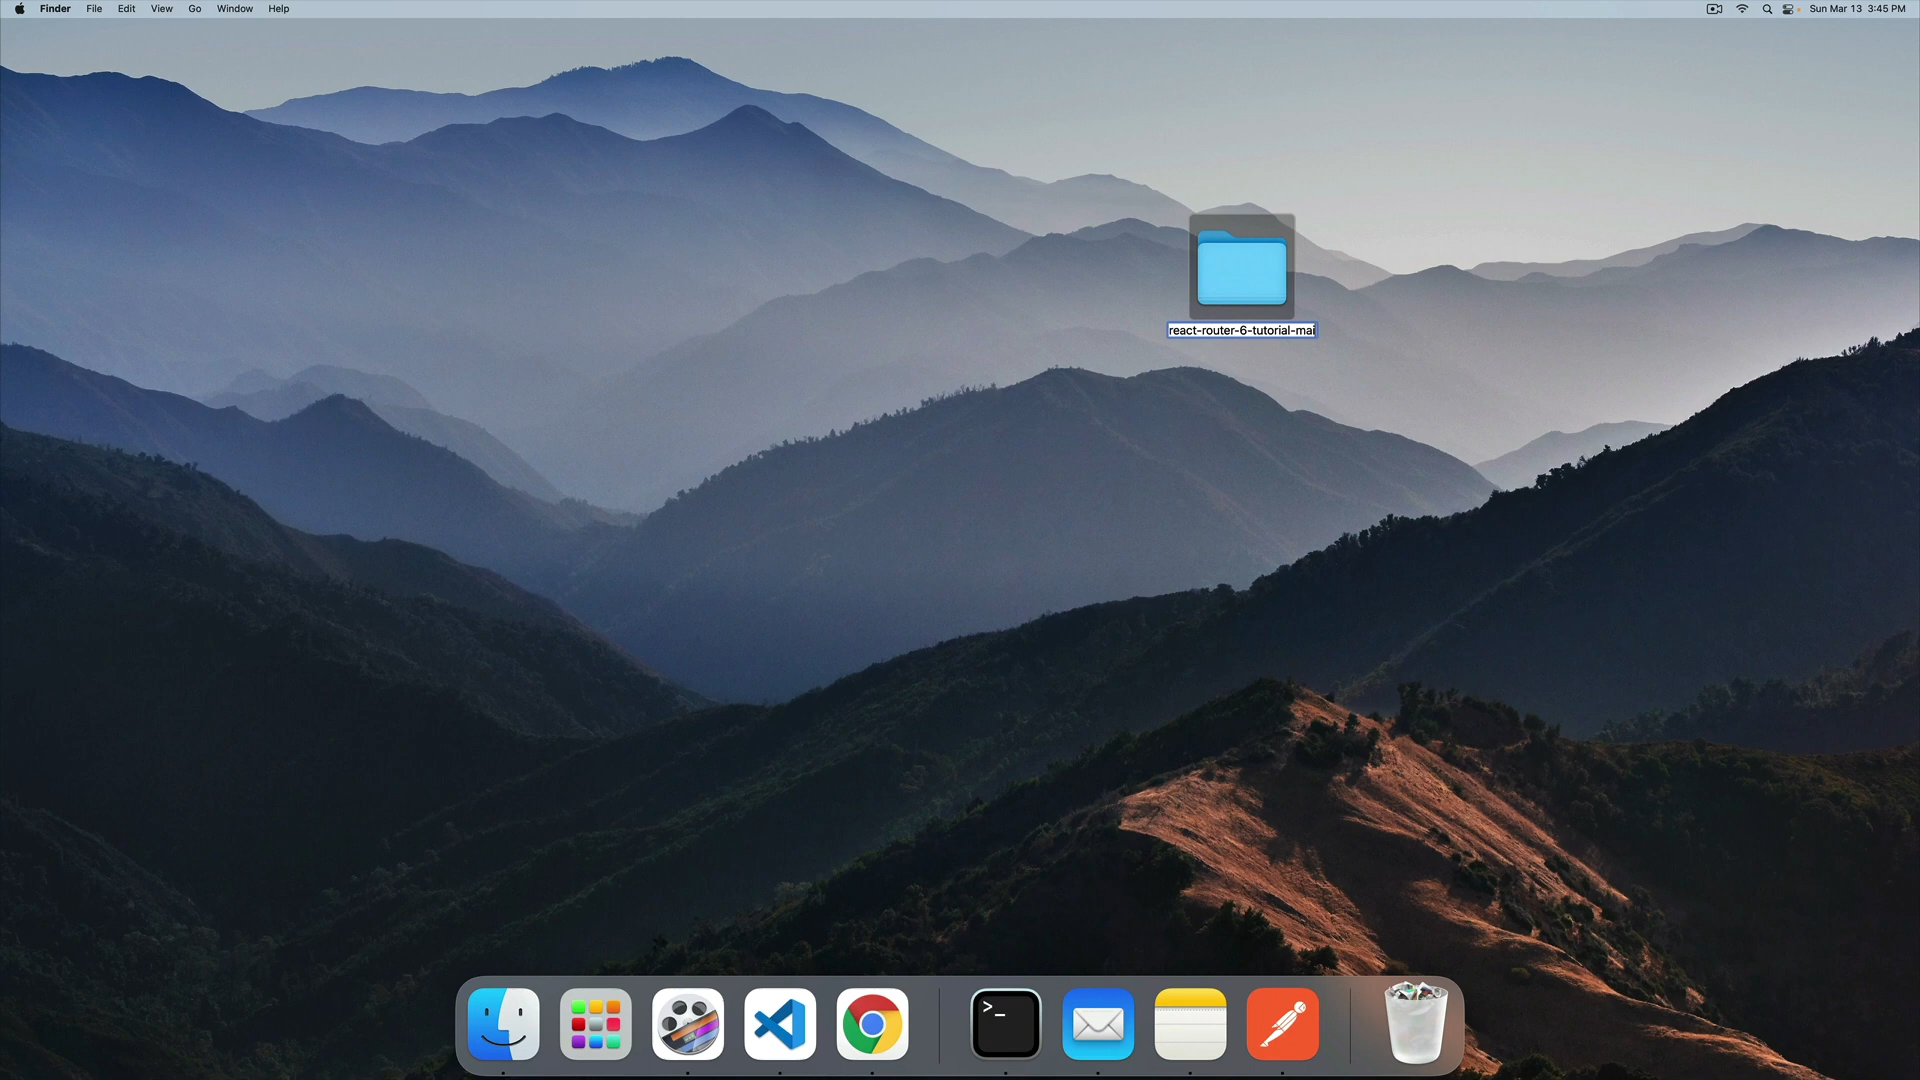 Finder File Edit View Go Window Help
Sun Mar 13 3:45 PM
react-router-6-tutorial-mai
>_